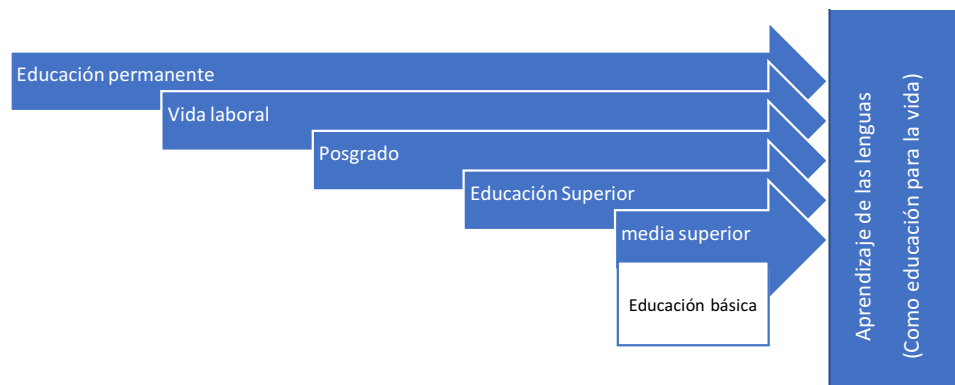 Educación permanente
Vida laboral
Posgrado
Educación Superior
media superior
Educación básica
Aprendizaje de las lenguas
(Como educación para la vida)